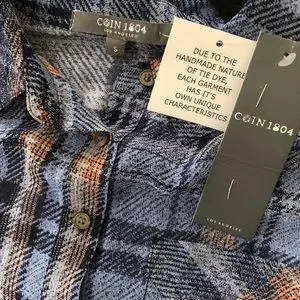 COIN 1804
LOS ANGELES
S
DUE TO THE
HANDMADE NATURE
OF TIE DYE,
EACH GARMENT
HAS IT'S
OWN UNIQUE
CHARACTERISTICS
COIN 1804
LOS ANGELES